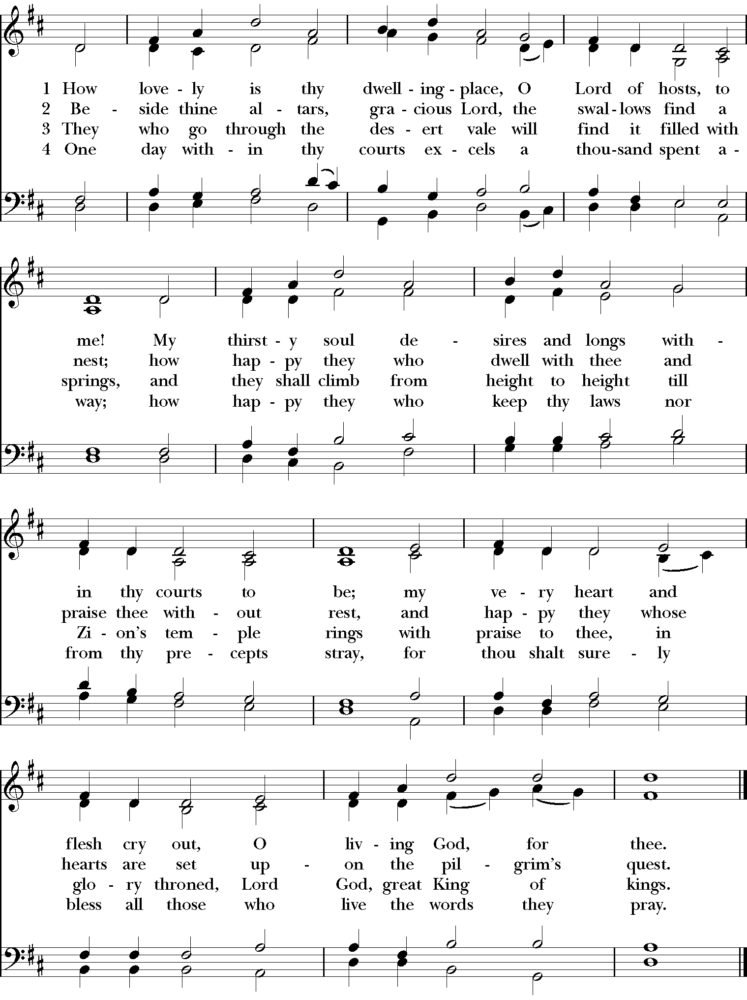 1 How love - ly is thy dwell - ing - place, O Lord of hosts, to
2 Be - side thine al - tars, gra - cious Lord, the swal - lows find a
3 They who go through the des - ert vale will find it filled with
4 One day with - in thy courts ex - cels a thou - sand spent a -
me! My thirst - y soul de - sires and longs with -
nest; how hap - py they who dwell with thee and
springs, and they shall climb from height to height till
way; how hap - py they who keep thy laws nor
in thy courts to be; my ve - ry heart and
praise thee with - out rest, and hap - py they whose
Zi - on's tem - ple rings with praise to thee, in
from thy pre - cepts stray, for thou shalt sure - ly
flesh cry out, O liv - ing God, for thee.
hearts are set up - on the pil - grim's quest.
glo - ry throned, Lord God, great King of kings.
bless all those who live the words they pray.